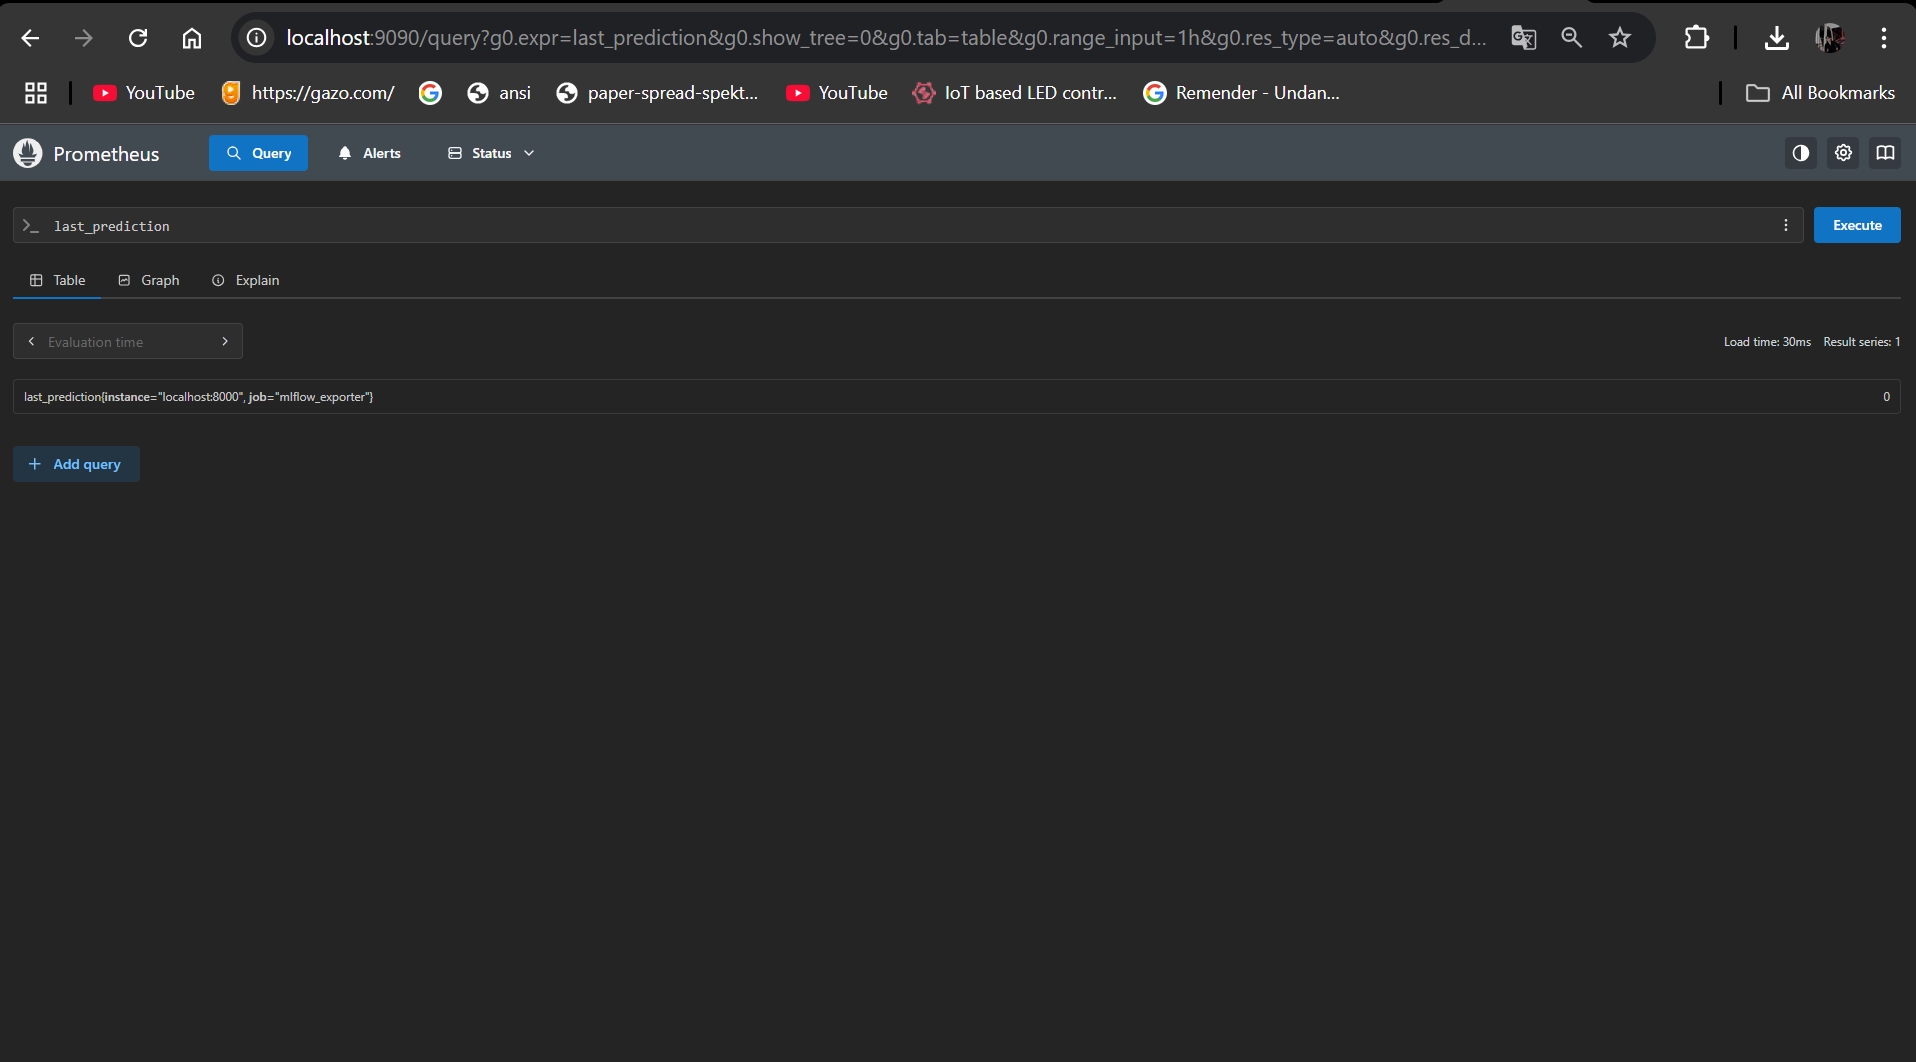 localhost:9090/query?g0.expr=last_prediction&g0.show_tree=0&g0.tab=table&g0.range_input=1h&g0.res_type=auto&g0.res_d...
YouTube https://gazo.com/ ansi paper-spread-spekt... YouTube IoT based LED contr... Remender - Undan... All Bookmarks
Prometheus Query Alerts Status
>_ last_prediction Execute
Table Graph Explain
Evaluation time Load time: 30ms Result series: 1
last_prediction{instance="localhost:8000", job="mlflow_exporter"} 0
+ Add query